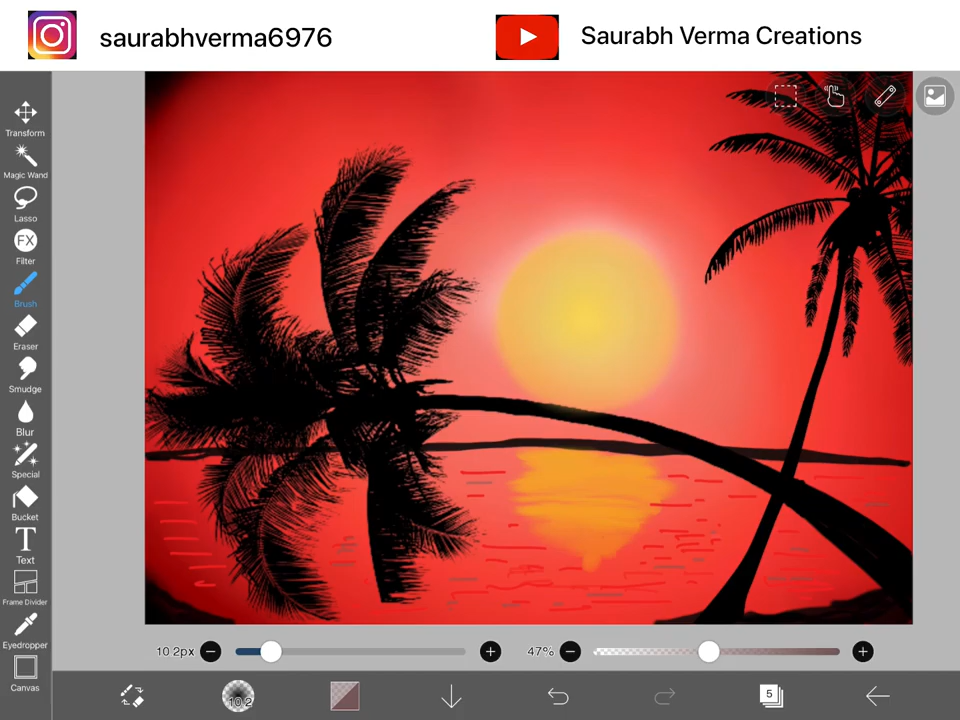 saurabhverma6976
Saurabh Verma Creations
Transform
Magic Wand
Lasso
FX
Filter
Brush
Eraser
Smudge
Blur
Special
Bucket
T
Text
Frame Divider
Eyedropper
Canvas
10.2px
47%
10.2
5